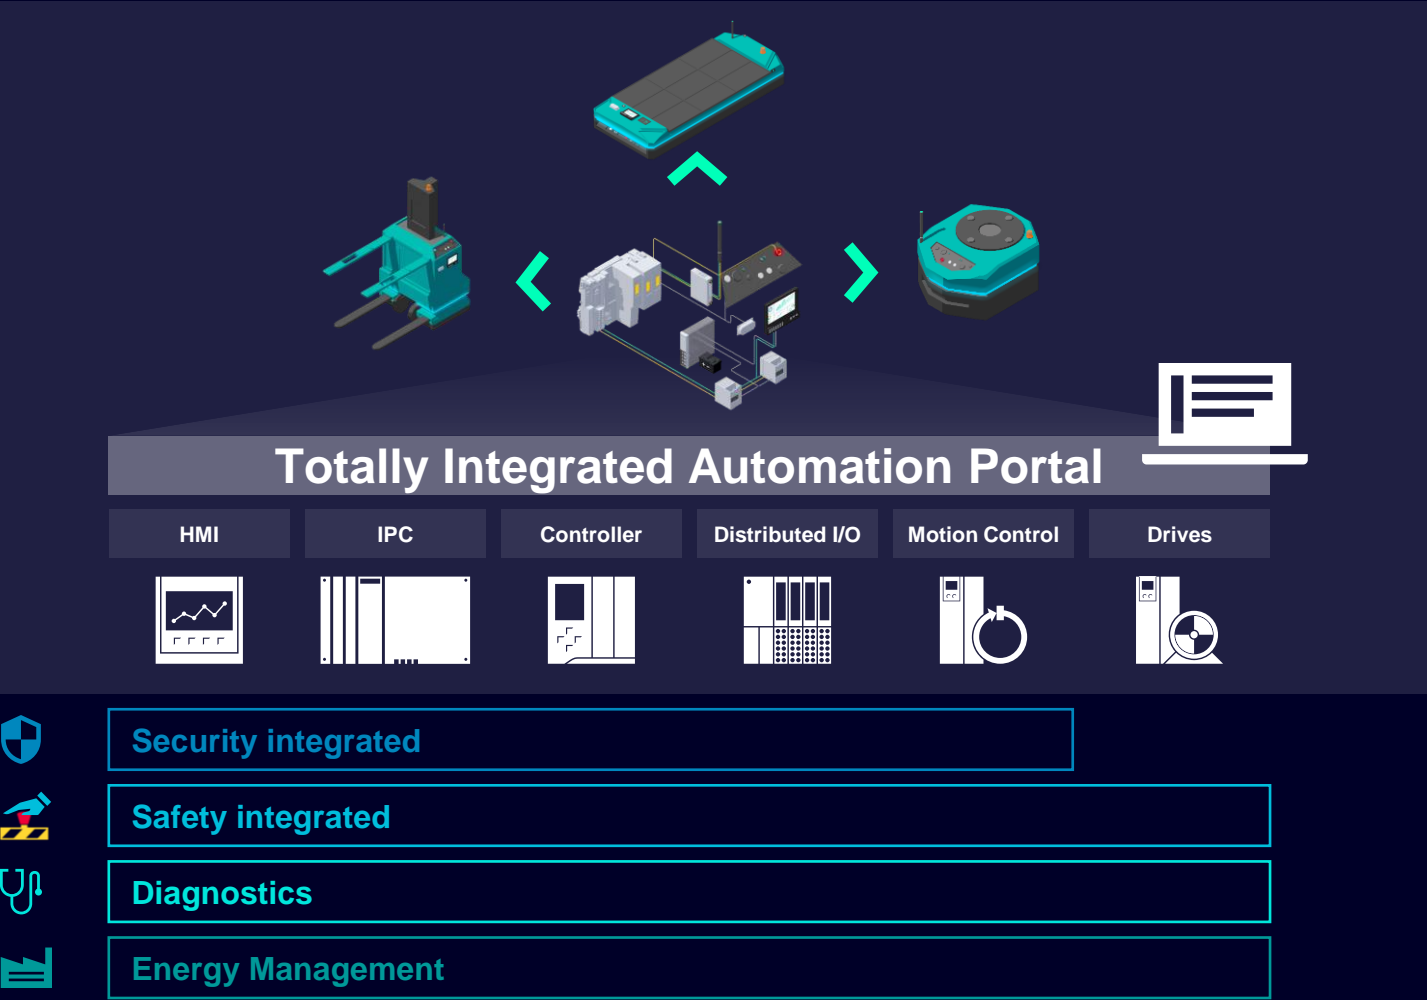 Totally Integrated Automation Portal
HMI
IPC
Controller
Distributed I/O
Motion Control
Drives
Security integrated
Safety integrated
Diagnostics
Energy Management